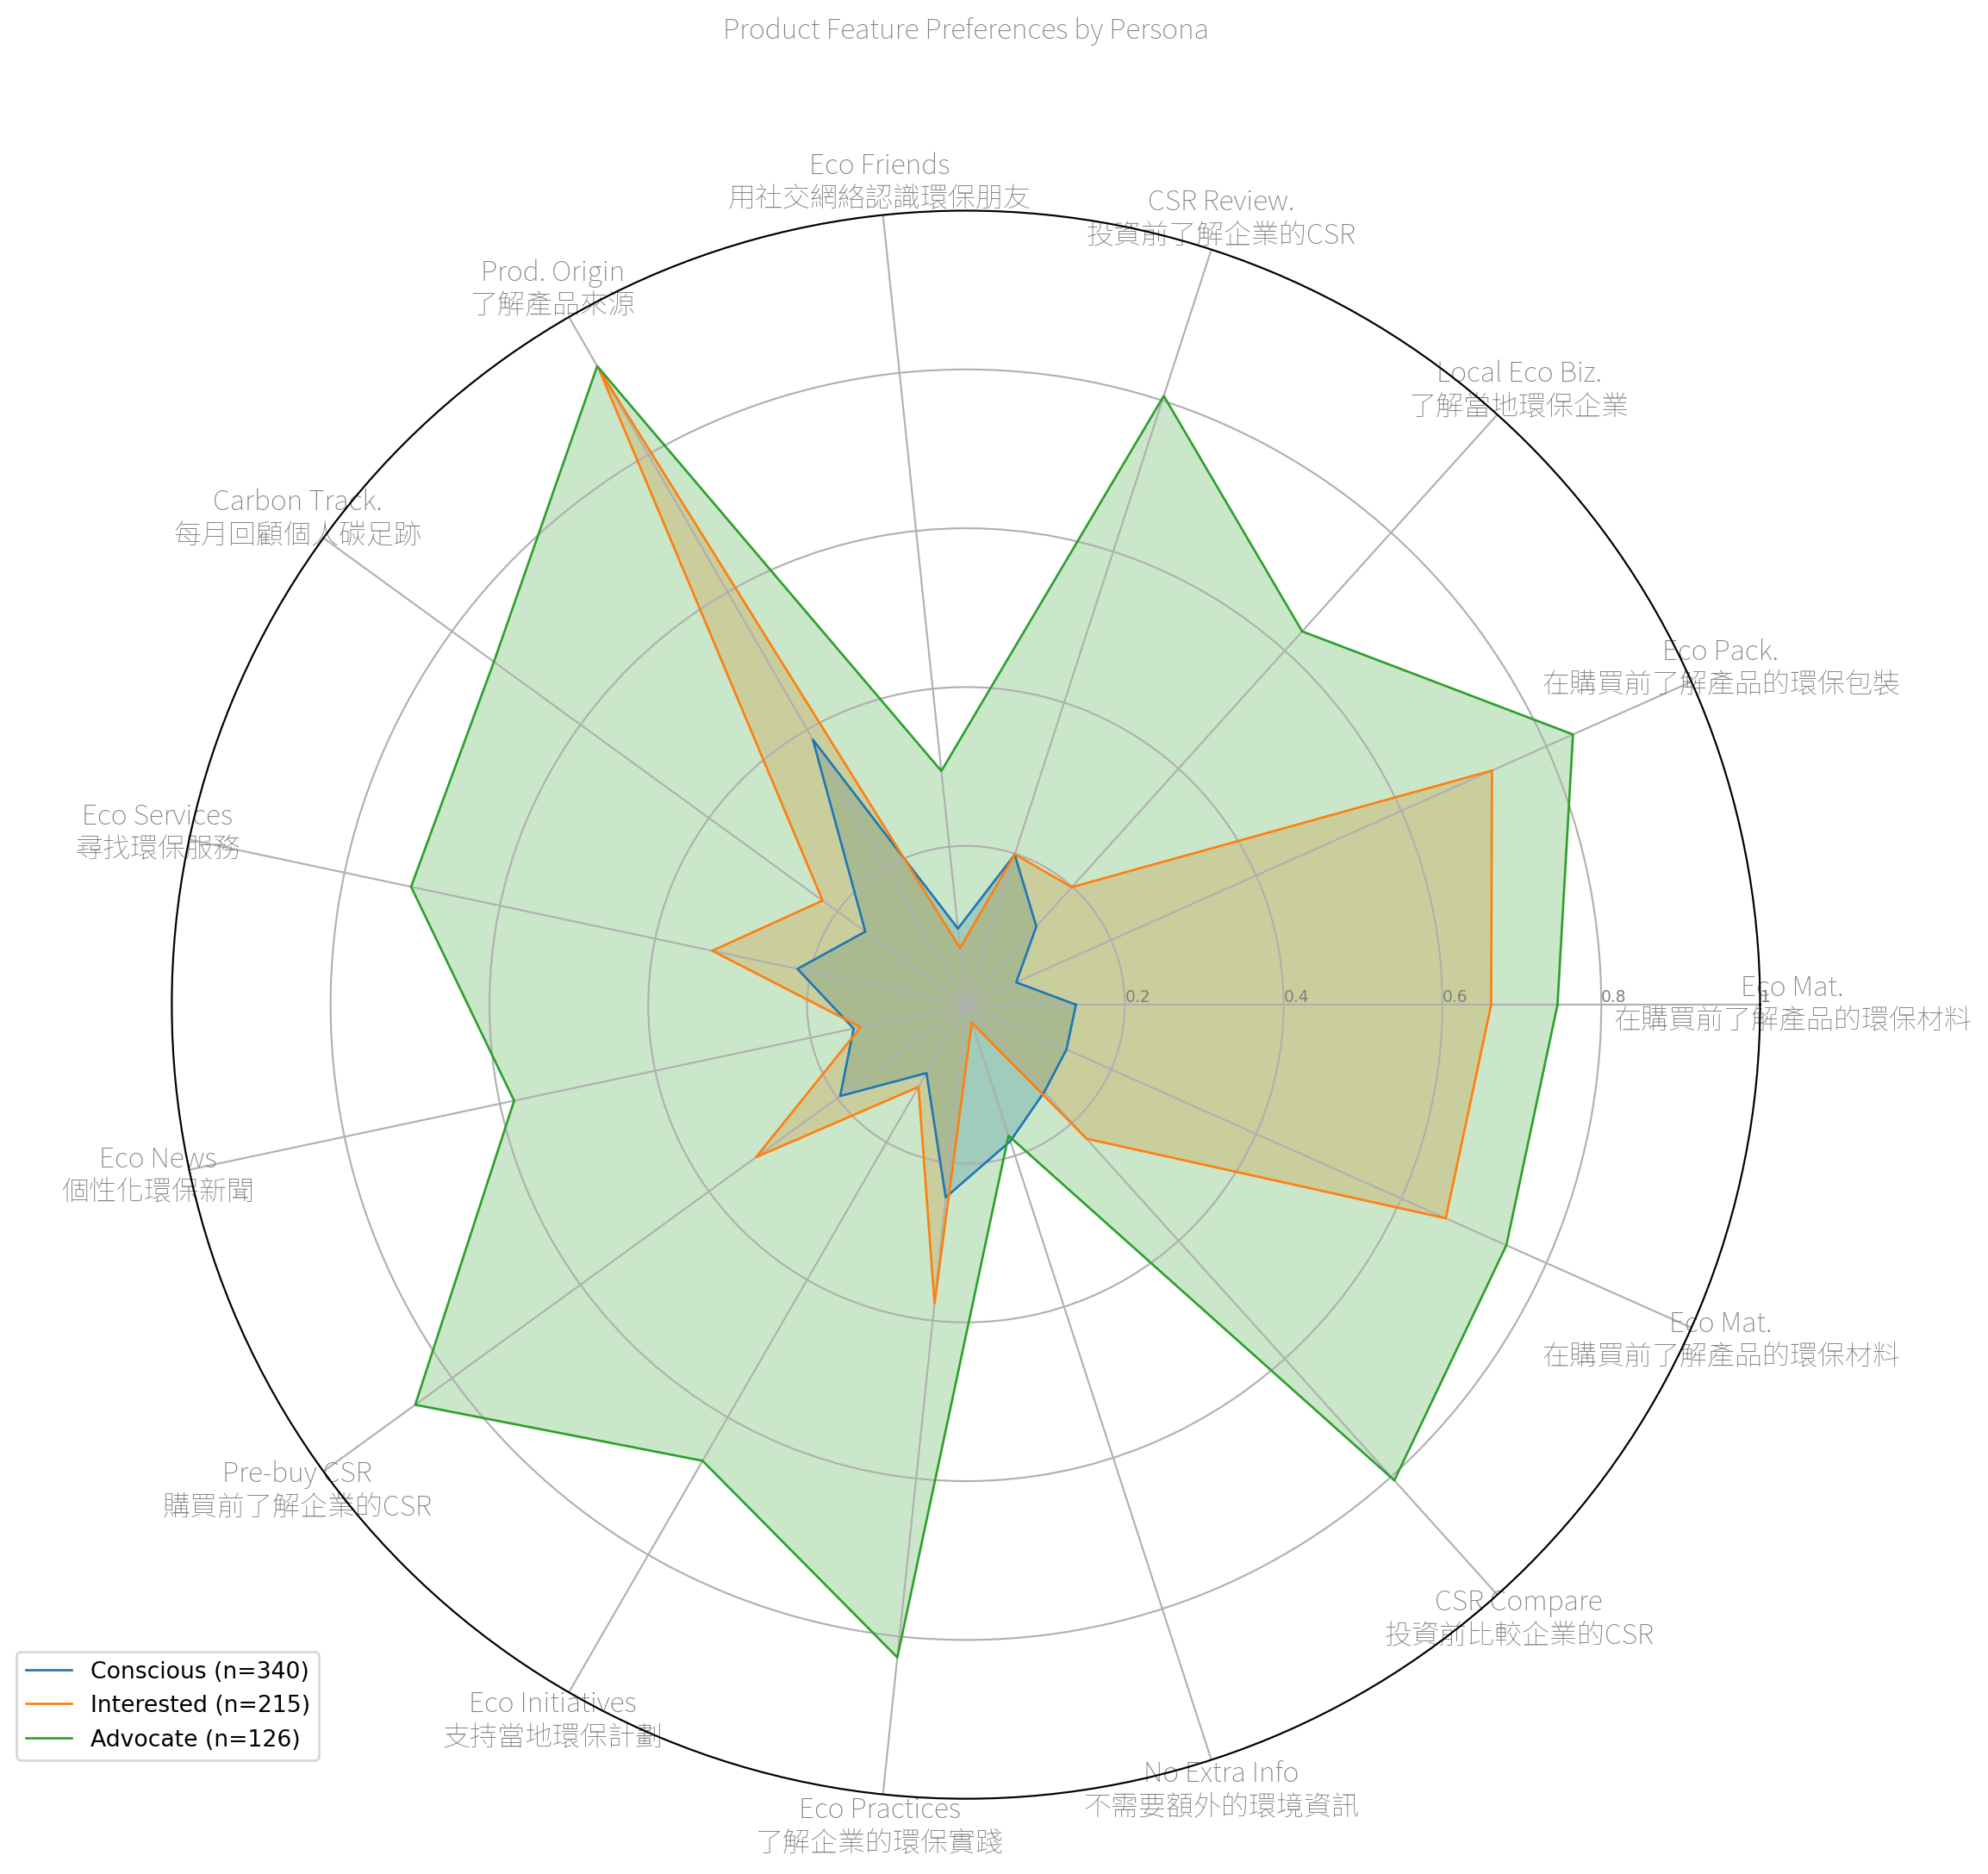 Product Feature Preferences by Persona
Eco Friends
用社交網絡認識環保朋友
CSR Review.
投資前了解企業的CSR
Prod. Origin
了解產品來源
Local Eco Biz.
了解當地環保企業
Carbon Track.
每月回顧個人碳足跡
Eco Pack.
在購買前了解產品的環保包裝
Eco Services
尋找環保服務
Eco Mat.
在購買前了解產品的環保材料
0.2
0.4
0.6
0.8
1
Eco News
個性化環保新聞
Eco Mat.
在購買前了解產品的環保材料
Pre-buy CSR
購買前了解企業的CSR
CSR Compare
投資前比較企業的CSR
Eco Initiatives
支持當地環保計劃
No Extra Info
不需要額外的環境資訊
Eco Practices
了解企業的環保實踐
Conscious (n=340)
Interested (n=215)
Advocate (n=126)